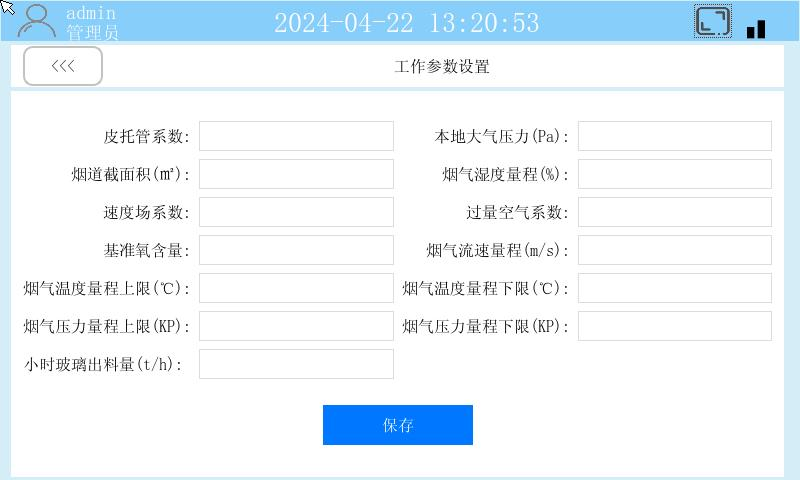 admin
管理员
2024-04-22 13:20:53
<<<
工作参数设置
皮托管系数:
本地大气压力(Pa):
烟道截面积(㎡):
烟气湿度量程(%):
速度场系数:
过量空气系数:
基准氧含量:
烟气流速量程(m/s):
烟气温度量程上限(℃):
烟气温度量程下限(℃):
烟气压力量程上限(KP):
烟气压力量程下限(KP):
小时玻璃出料量(t/h):
保存